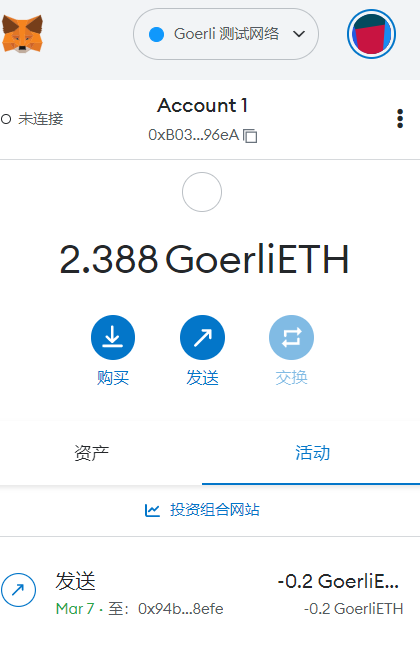 Goerli 测试网络
未连接
Account 1
0xB03...96eA
2.388 GoerliETH
购买
发送
交换
资产
活动
投资组合网站
发送
-0.2 GoerliE...
Mar 7 · 至：0x94b...8efe
-0.2 GoerliETH